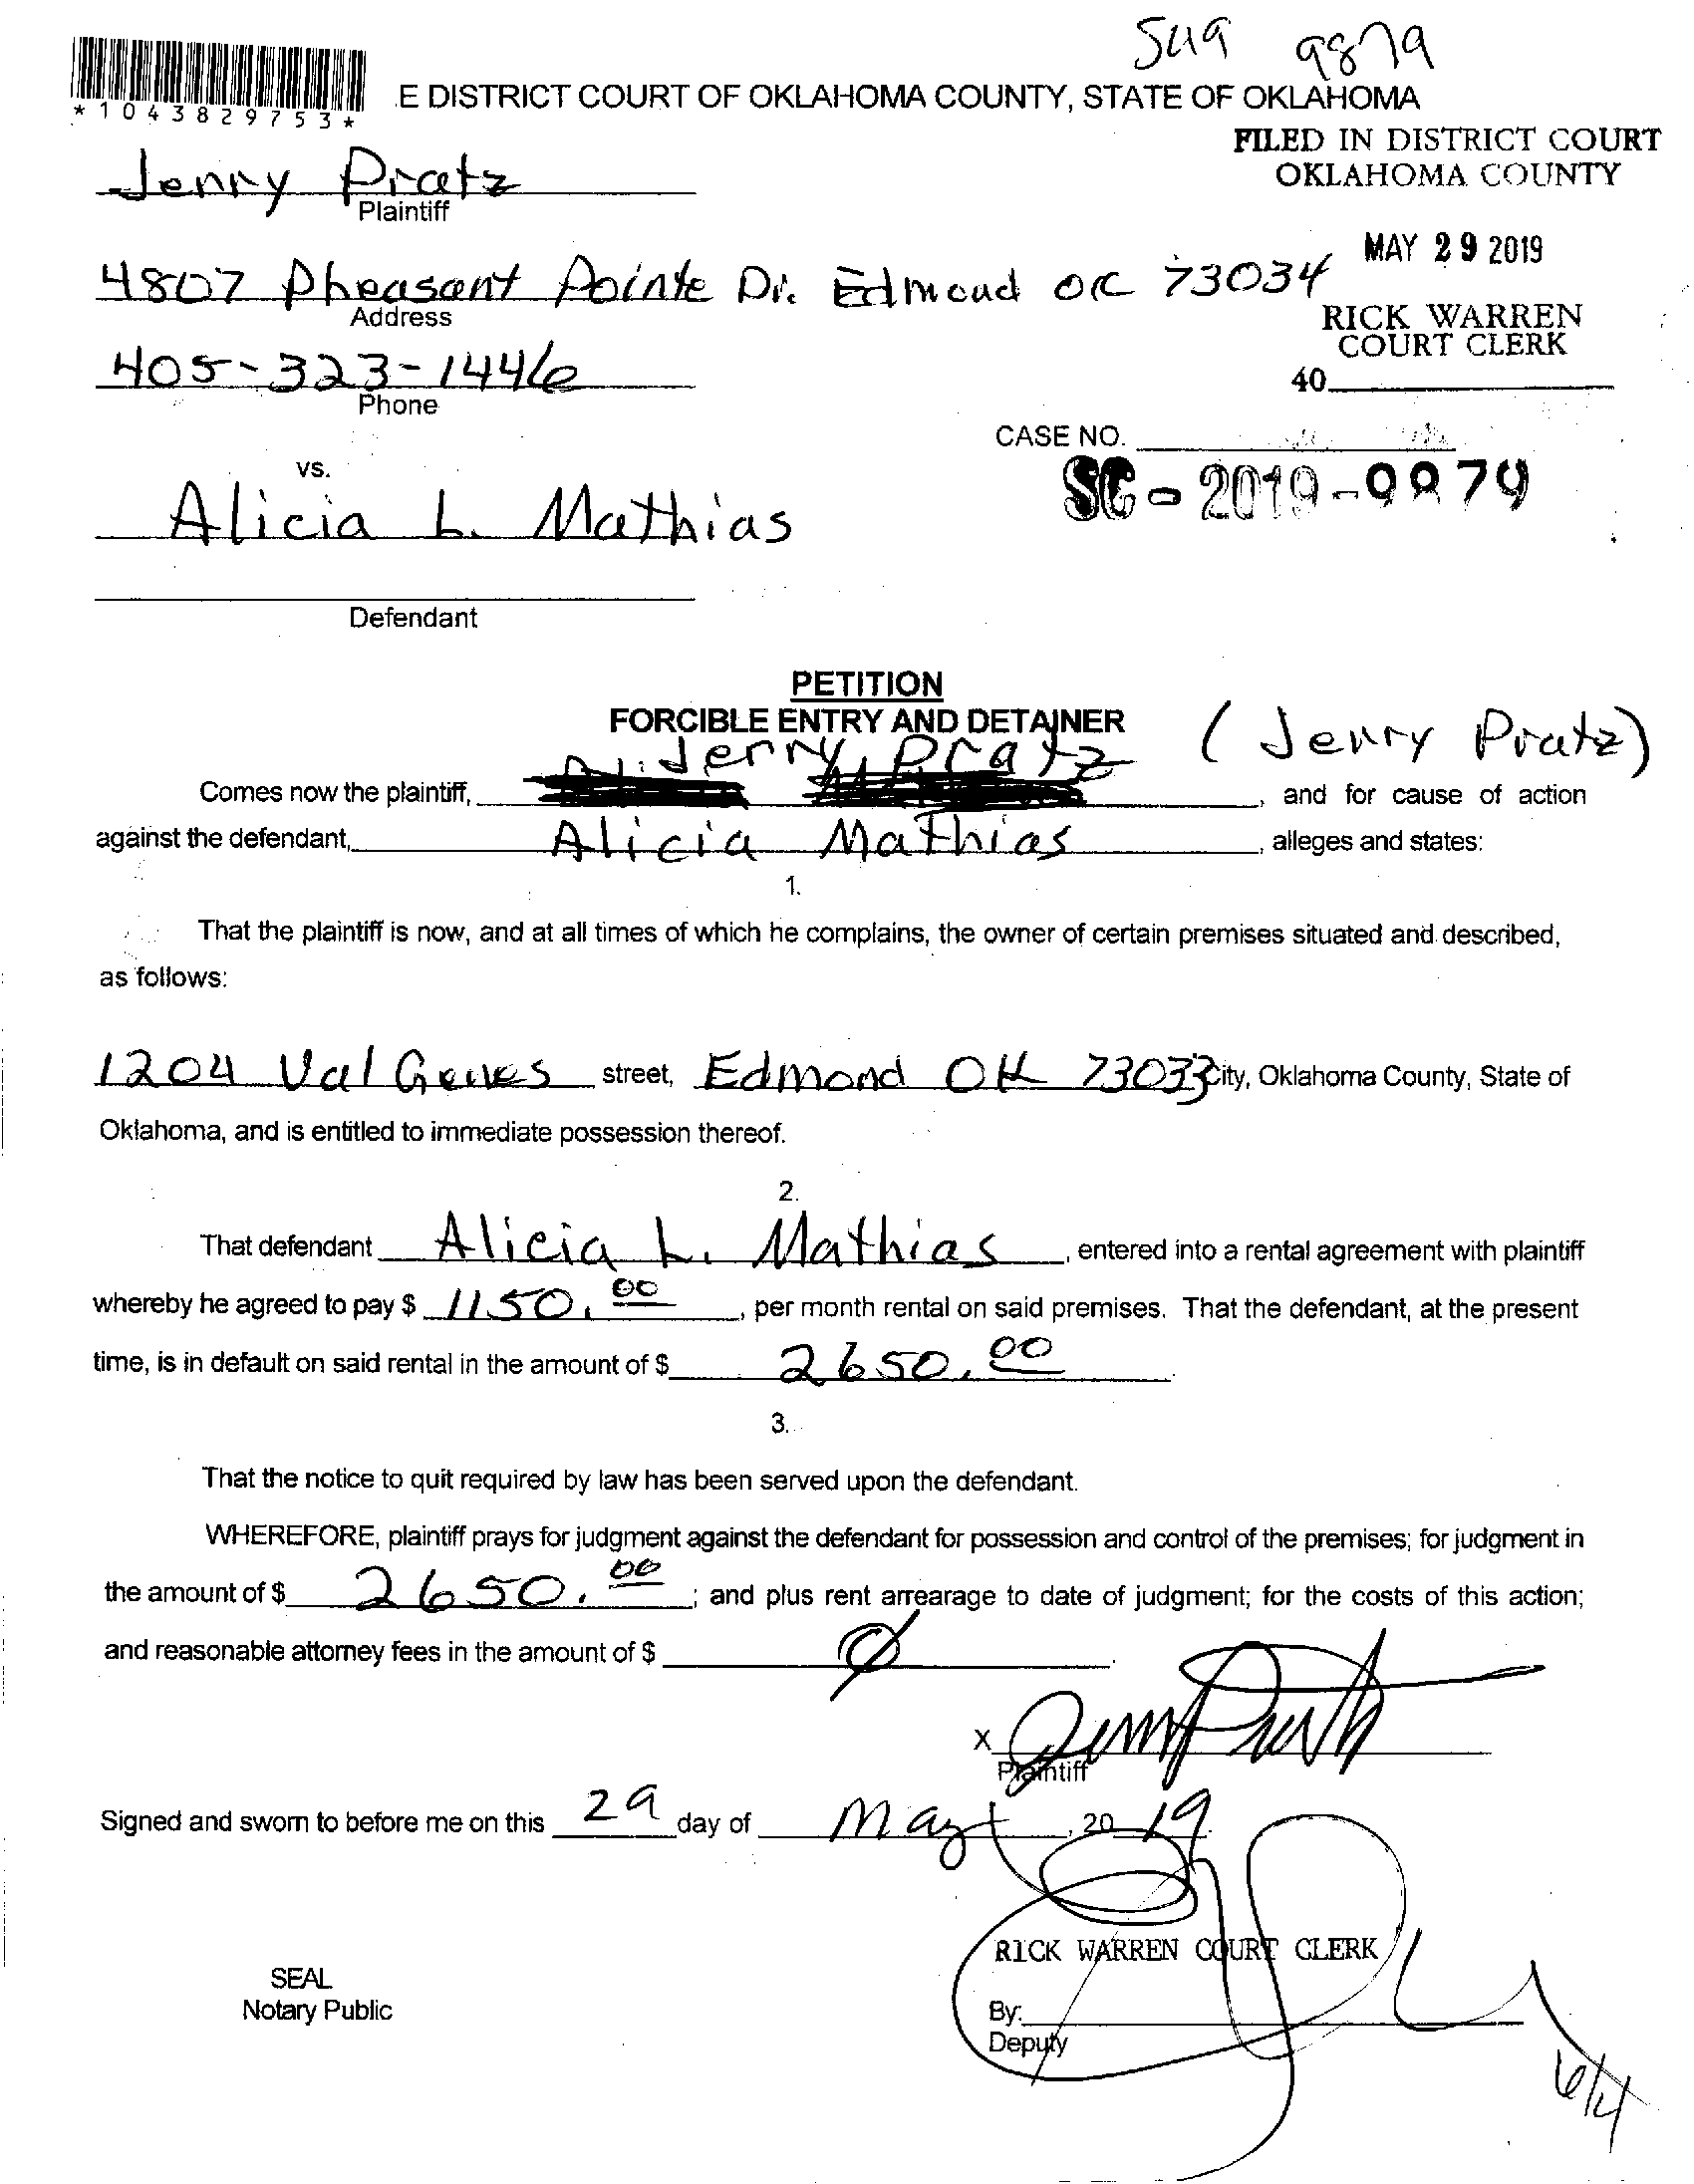 9879
*1043829753*
E DISTRICT COURT OF OKLAHOMA COUNTY, STATE OF OKLAHOMA
FILED IN DISTRICT COURT
OKLAHOMA COUNTY
Jenny Pratz
Plaintiff
MAY 29 2019
4807 Pheasant Pointe Dr. Edmond OK 73034
Address
RICK WARREN
COURT CLERK
405-323-1446
Phone
40
CASE NO.
SC-2019-9879
vs.
Alicia L. Mathias
Defendant
PETITION
FORCIBLE ENTRY AND DETAINER
(Jenny Pratz)
Comes now the plaintiff, Jenny Pratz, and for cause of action
against the defendant, Alicia Mathias, alleges and states:
1.
That the plaintiff is now, and at all times of which he complains, the owner of certain premises situated and described,
as follows:
1204 Val Genes street, Edmond OK 73033 City, Oklahoma County, State of
Oklahoma, and is entitled to immediate possession thereof.
2.
That defendant Alicia L. Mathias, entered into a rental agreement with plaintiff
whereby he agreed to pay $ 1150.00, per month rental on said premises. That the defendant, at the present
time, is in default on said rental in the amount of $ 2650.00
3.
That the notice to quit required by law has been served upon the defendant.
WHEREFORE, plaintiff prays for judgment against the defendant for possession and control of the premises; for judgment in
the amount of $ 2650.00; and plus rent arrearage to date of judgment; for the costs of this action;
and reasonable attorney fees in the amount of $ Ø.
X
Plaintiff
Signed and sworn to before me on this 29 day of May, 2019.
RICK WARREN COURT CLERK
SEAL
Notary Public
By:
Deputy
6/4